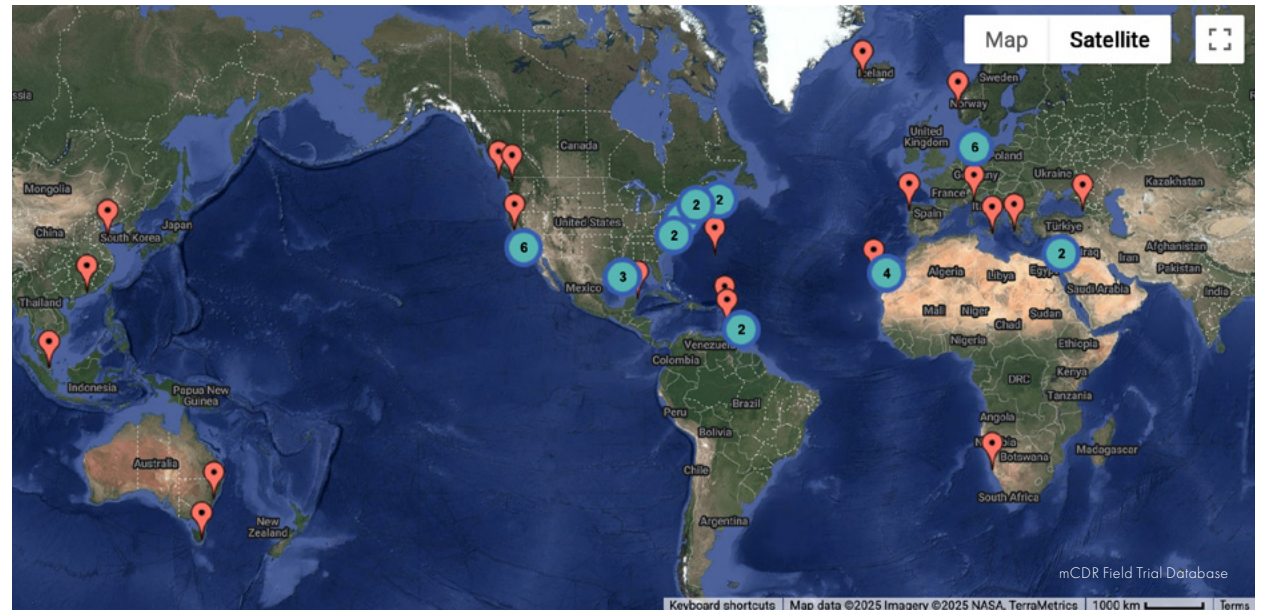 Map Satellite
Iceland
Sweden
Norway
ssia
Canada
United
Kingdom
6
oland
Germany
Ukraine
Kazakhstan
France
Mongolia
2 2
Spain
Türkiye
Japan
China
South Korea
United States
2
6
3
4
2
Iraq
Iran
Afghanistan
Pakistan
Algeria
Libya
Egypt
Saudi Arabia
India
Mexico
Thailand
Mali Niger
Chad
Sudan
2
Venezuela
Nigeria
Ethiopia
Colombia
Kenya
DRC
Tanzania
Indonesia
Papua New
Guinea
Peru
Brazil
Angola
Bolivia
Namibia
Botswana
Madagascar
Australia
Chile
South Africa
New
Zealand
Argentina
mCDR Field Trial Database
Keyboard shortcuts Map data ©2025 Imagery ©2025 NASA, TerraMetrics 1000 km Terms